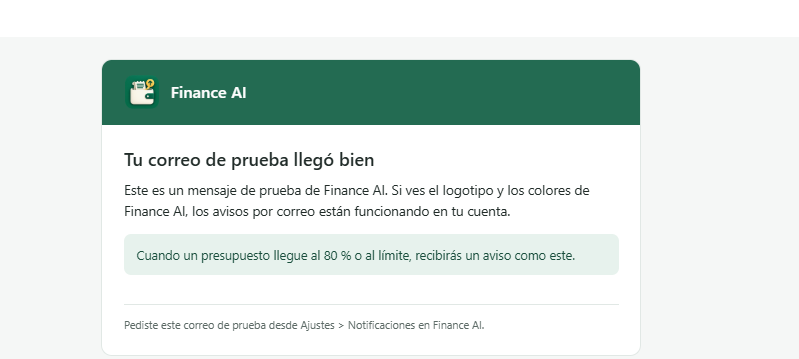 Finance AI
Tu correo de prueba llegó bien
Este es un mensaje de prueba de Finance AI. Si ves el logotipo y los colores de
Finance AI, los avisos por correo están funcionando en tu cuenta.
Cuando un presupuesto llegue al 80 % o al límite, recibirás un aviso como este.
Pediste este correo de prueba desde Ajustes > Notificaciones en Finance AI.